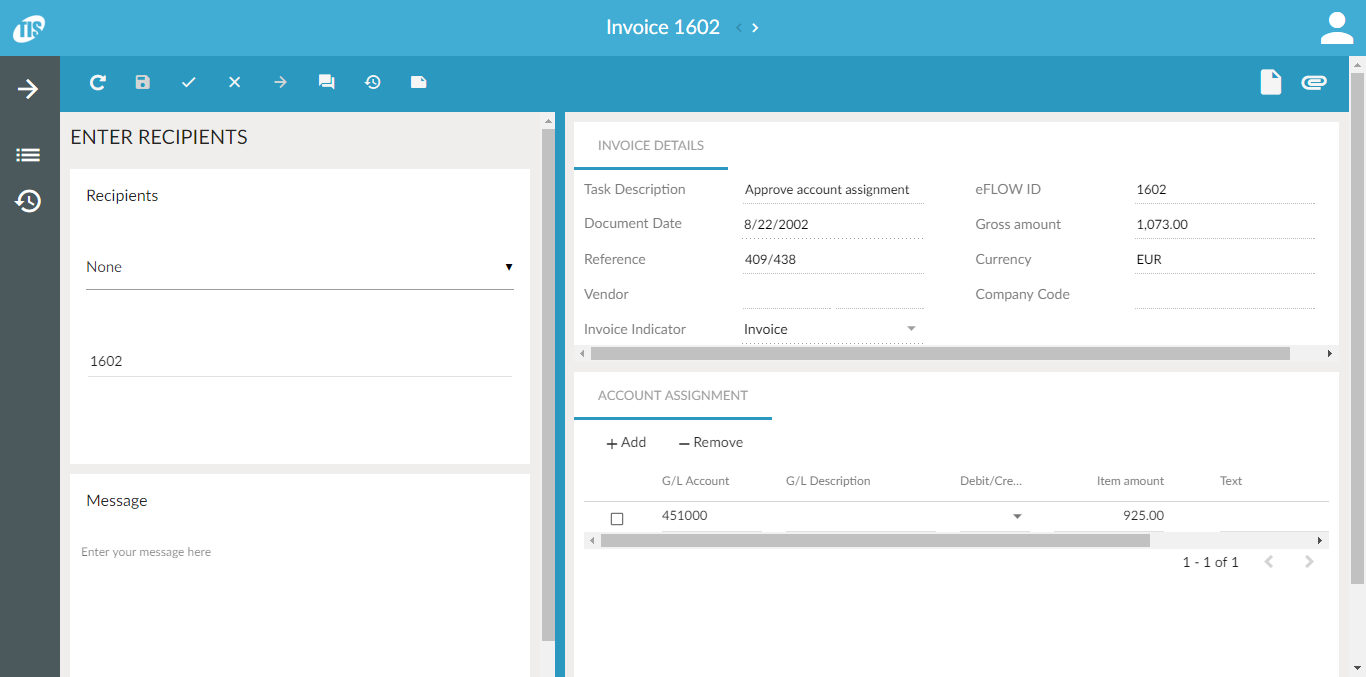 TIS
Invoice 1602
ENTER RECIPIENTS
Recipients
None
1602
Message
Enter your message here
INVOICE DETAILS
Task Description Approve account assignment eFLOW ID 1602
Document Date 8/22/2002 Gross amount 1,073.00
Reference 409/438 Currency EUR
Vendor Company Code
Invoice Indicator Invoice
ACCOUNT ASSIGNMENT
Add Remove
G/L Account G/L Description Debit/Cre... Item amount Text
451000 925.00
1 - 1 of 1